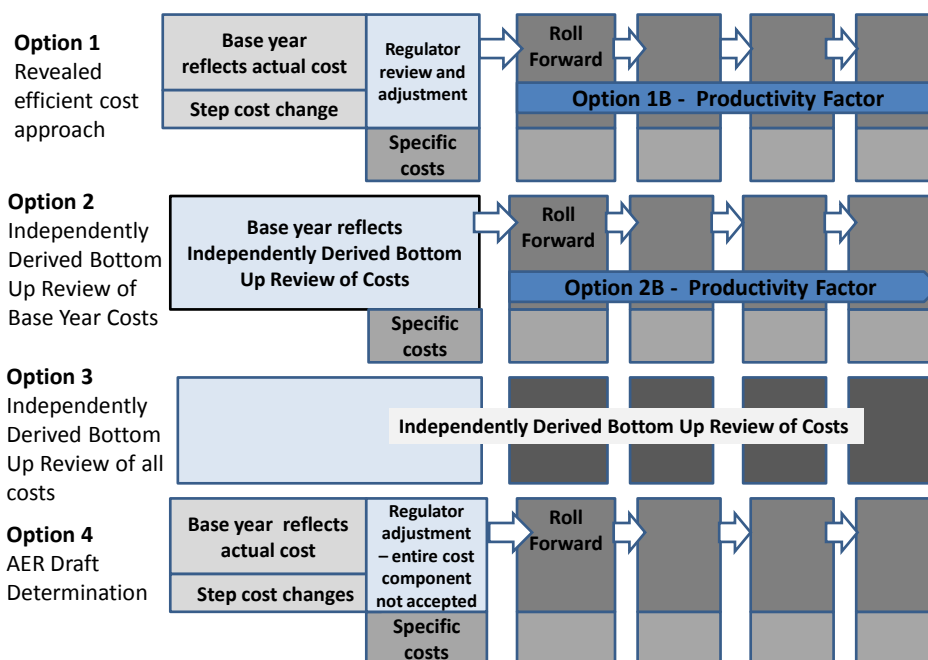 Option 1
Revealed
efficient cost
approach
Base year
reflects actual cost
Step cost change
Regulator
review and
adjustment
Specific
costs
Roll
Forward
Option 1B - Productivity Factor
Option 2
Independently
Derived Bottom
Up Review of
Base Year Costs
Base year reflects
Independently Derived Bottom
Up Review of Costs
Specific
costs
Roll
Forward
Option 2B - Productivity Factor
Option 3
Independently
Derived Bottom
Up Review of all
costs
Independently Derived Bottom Up Review of Costs
Option 4
AER Draft
Determination
Base year reflects
actual cost
Step cost changes
Regulator
adjustment
– entire cost
component
not accepted
Specific
costs
Roll
Forward